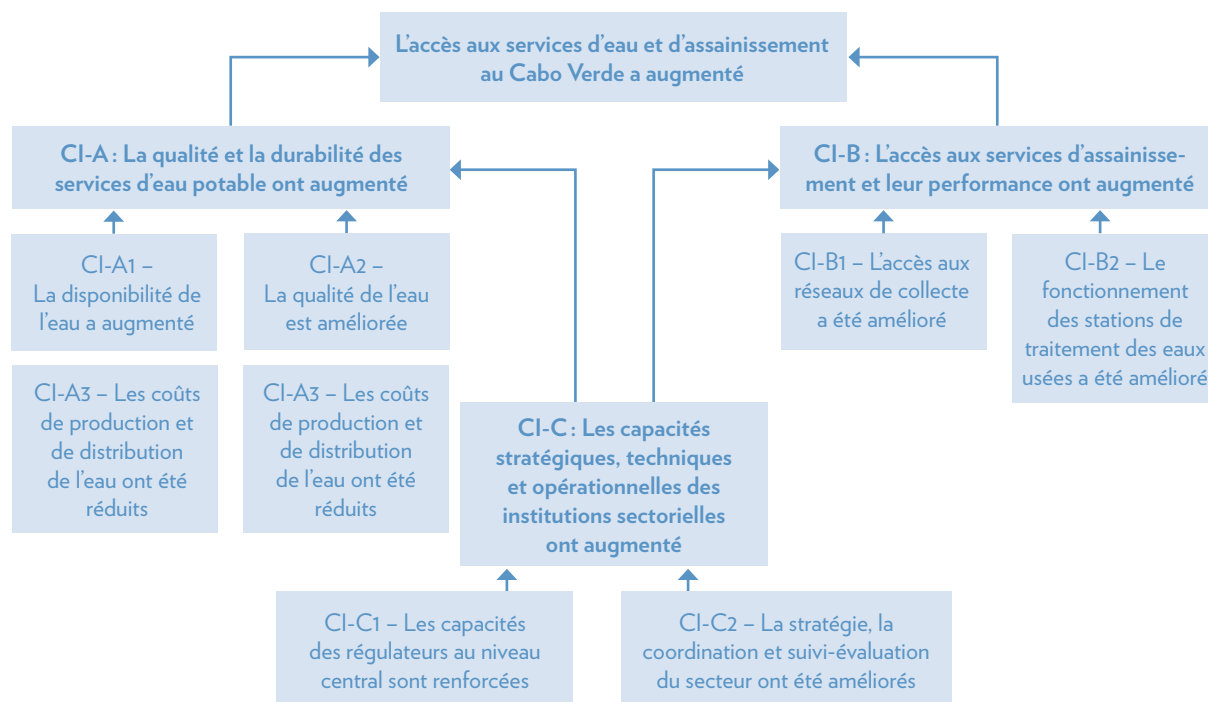 L’accès aux services d’eau et d’assainissement
au Cabo Verde a augmenté
CI-A : La qualité et la durabilité des
services d’eau potable ont augmenté
CI-B : L’accès aux services d’assainisse-
ment et leur performance ont augmenté
CI-A1 –
La disponibilité de
l’eau a augmenté
CI-A2 –
La qualité de l’eau
est améliorée
CI-B1 – L’accès aux
réseaux de collecte
a été amélioré
CI-B2 – Le
fonctionnement
des stations de
traitement des eaux
usées a été amélioré
CI-A3 – Les coûts
de production et
de distribution
de l’eau ont été
réduits
CI-A3 – Les coûts
de production et
de distribution
de l’eau ont été
réduits
CI-C : Les capacités
stratégiques, techniques
et opérationnelles des
institutions sectorielles
ont augmenté
CI-C1 – Les capacités
des régulateurs au niveau
central sont renforcées
CI-C2 – La stratégie, la
coordination et suivi-évaluation
du secteur ont été améliorés